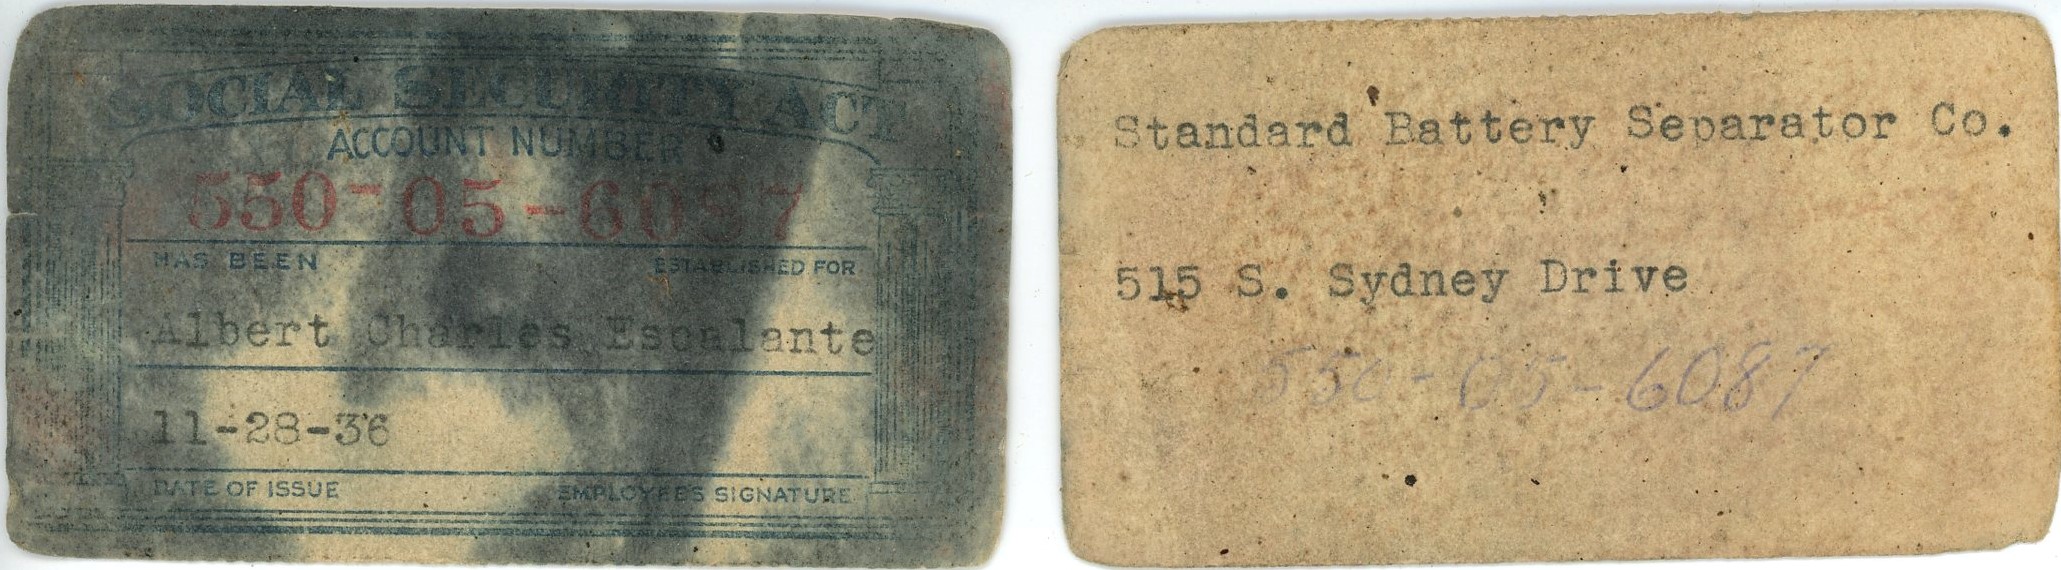 SOCIAL SECURITY ACT
ACCOUNT NUMBER
550-05-6087
HAS BEEN ESTABLISHED FOR
Albert Charles Escalante
11-28-36
DATE OF ISSUE EMPLOYEE'S SIGNATURE
Standard Battery Separator Co.
515 S. Sydney Drive
550-05-6087